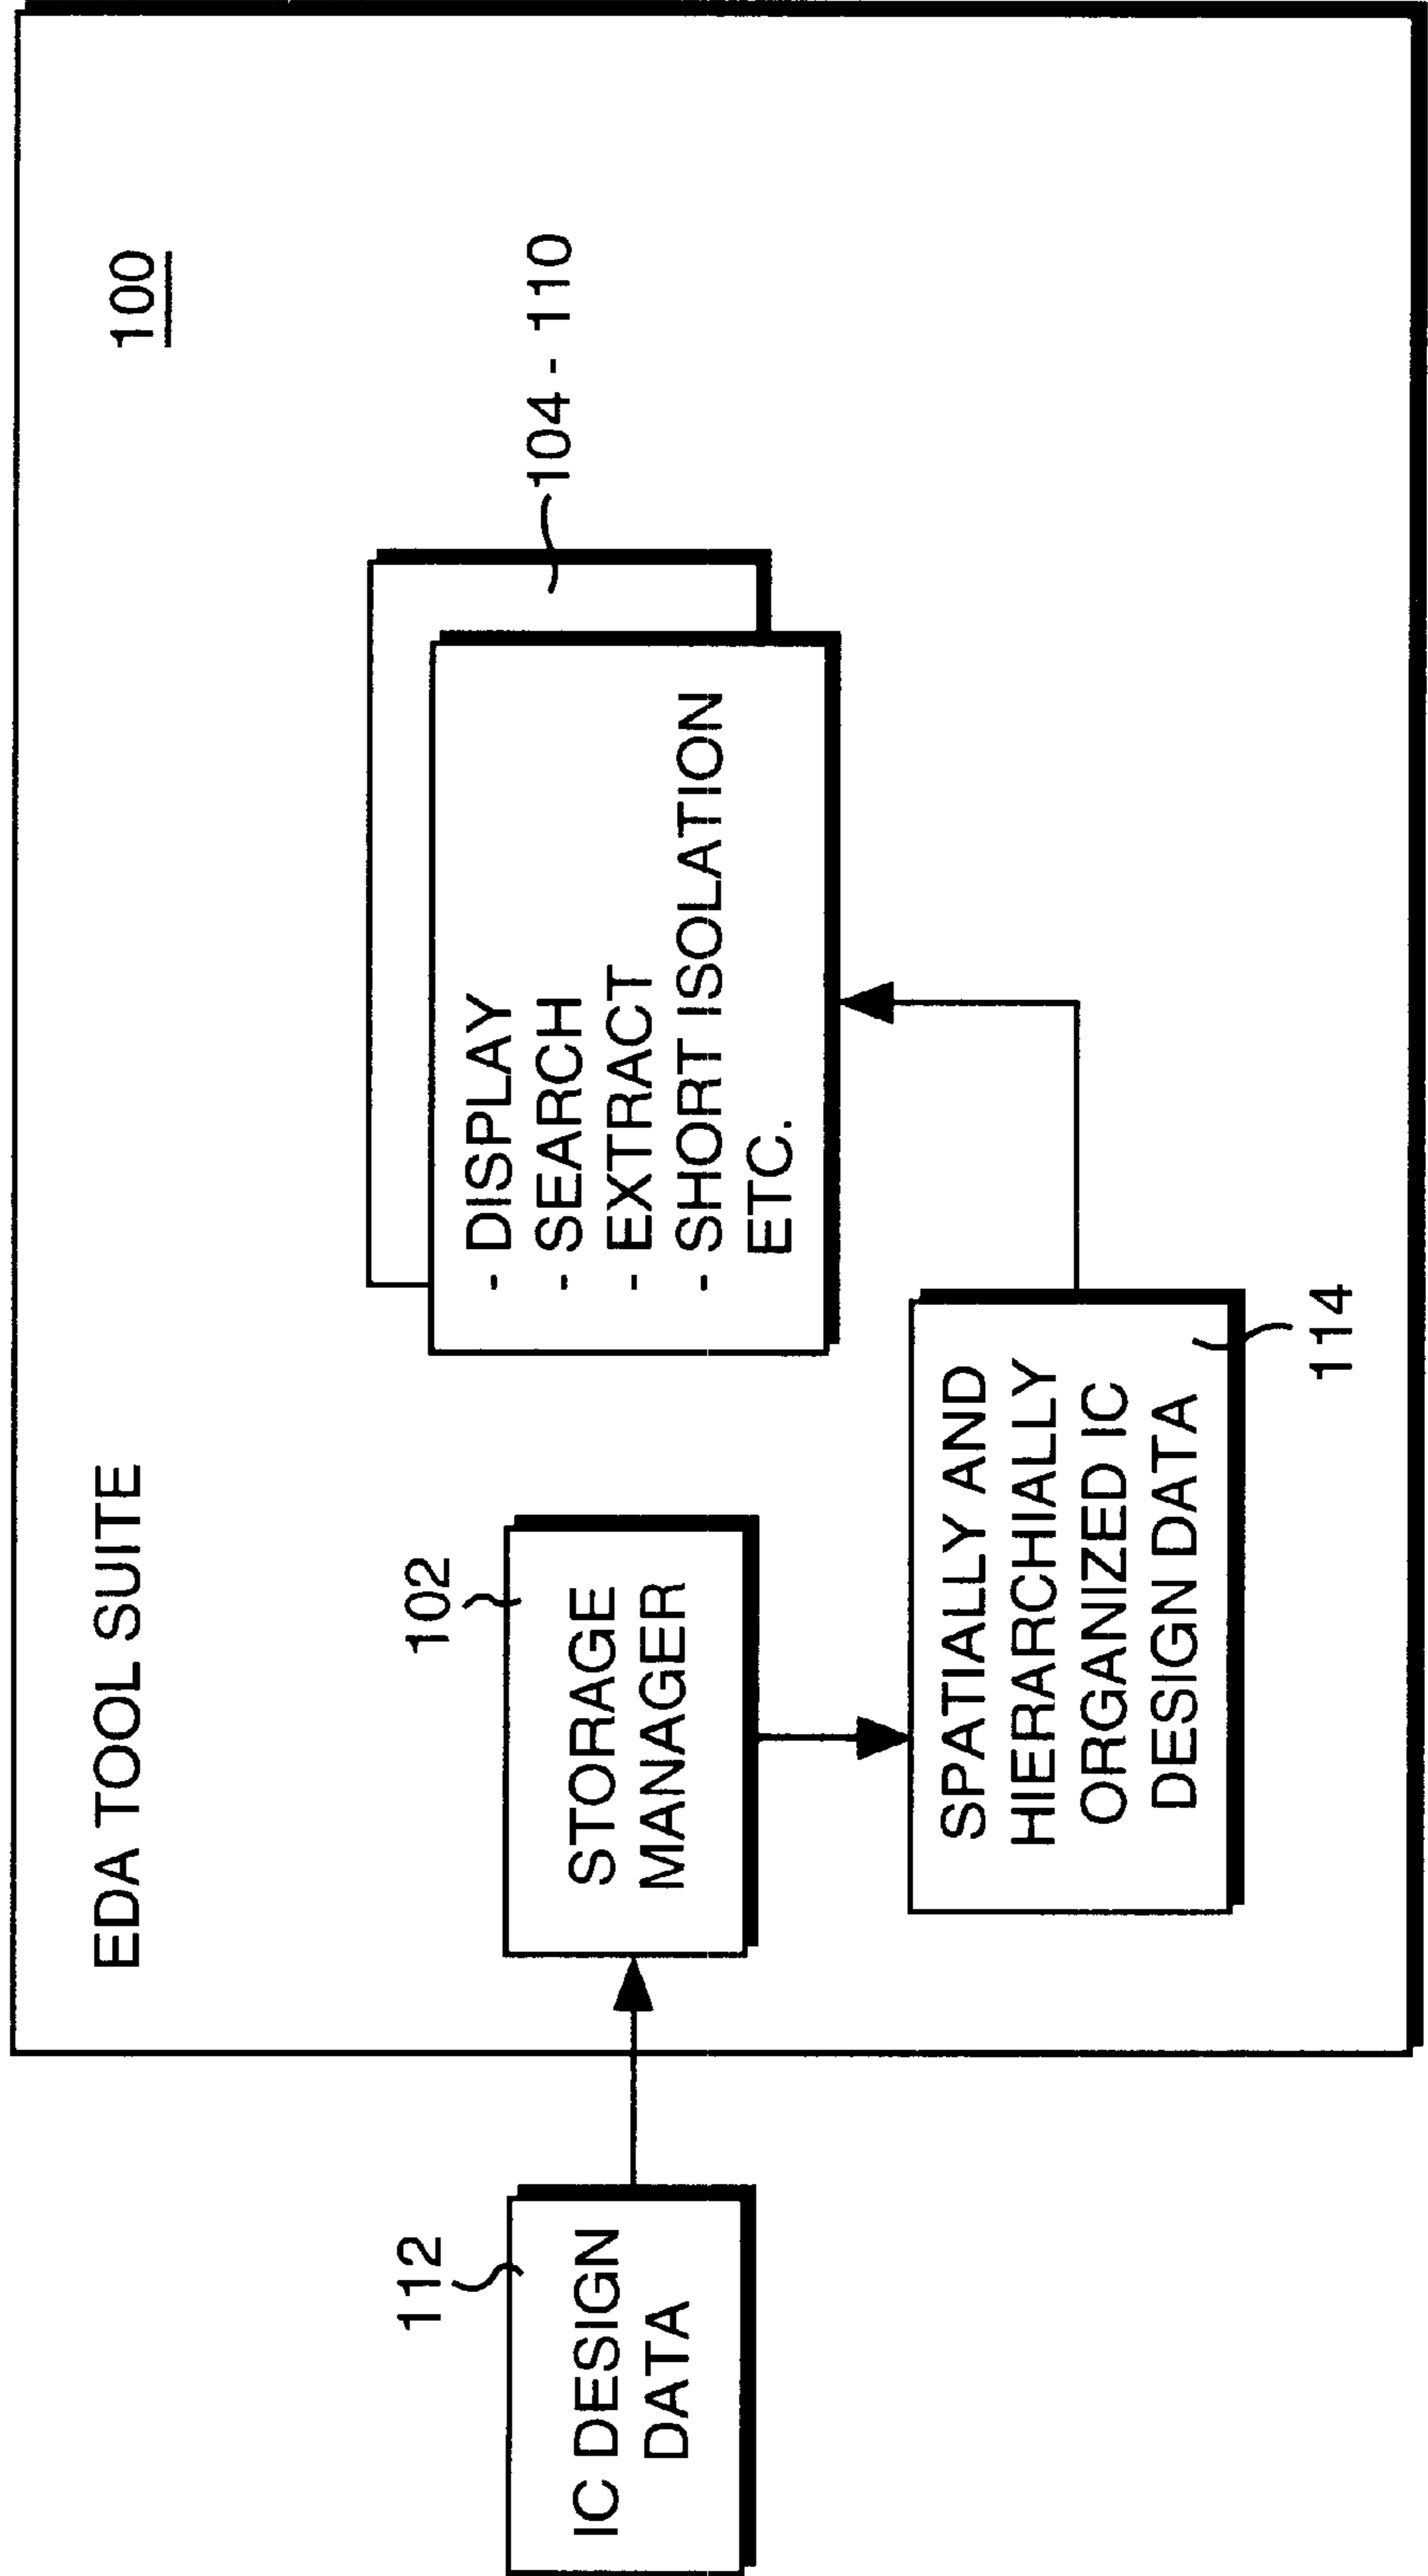 EDA TOOL SUITE
100
112
IC DESIGN
DATA
102
STORAGE
MANAGER
104 - 110
- DISPLAY
- SEARCH
- EXTRACT
- SHORT ISOLATION
ETC.
SPATIALLY AND
HIERARCHIALLY
ORGANIZED IC
DESIGN DATA
114